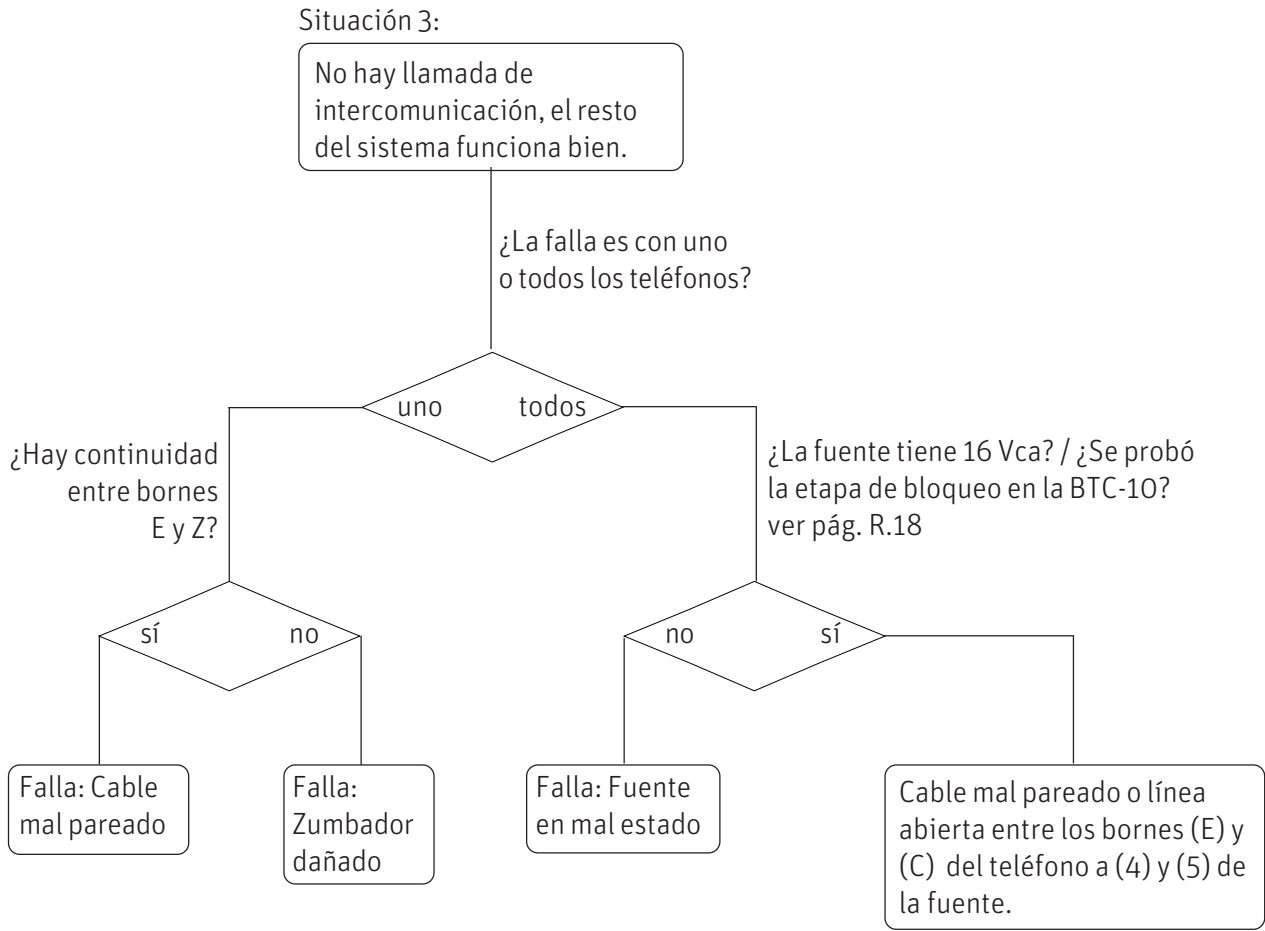 Situación 3:
No hay llamada de
intercomunicación, el resto
del sistema funciona bien.
¿La falla es con uno
o todos los teléfonos?
uno
todos
¿Hay continuidad
entre bornes
E y Z?
¿La fuente tiene 16 Vca? / ¿Se probó
la etapa de bloqueo en la BTC-10?
ver pág. R.18
sí
no
no
sí
Falla: Cable
mal pareado
Falla:
Zumbador
dañado
Falla: Fuente
en mal estado
Cable mal pareado o línea
abierta entre los bornes (E) y
(C) del teléfono a (4) y (5) de
la fuente.